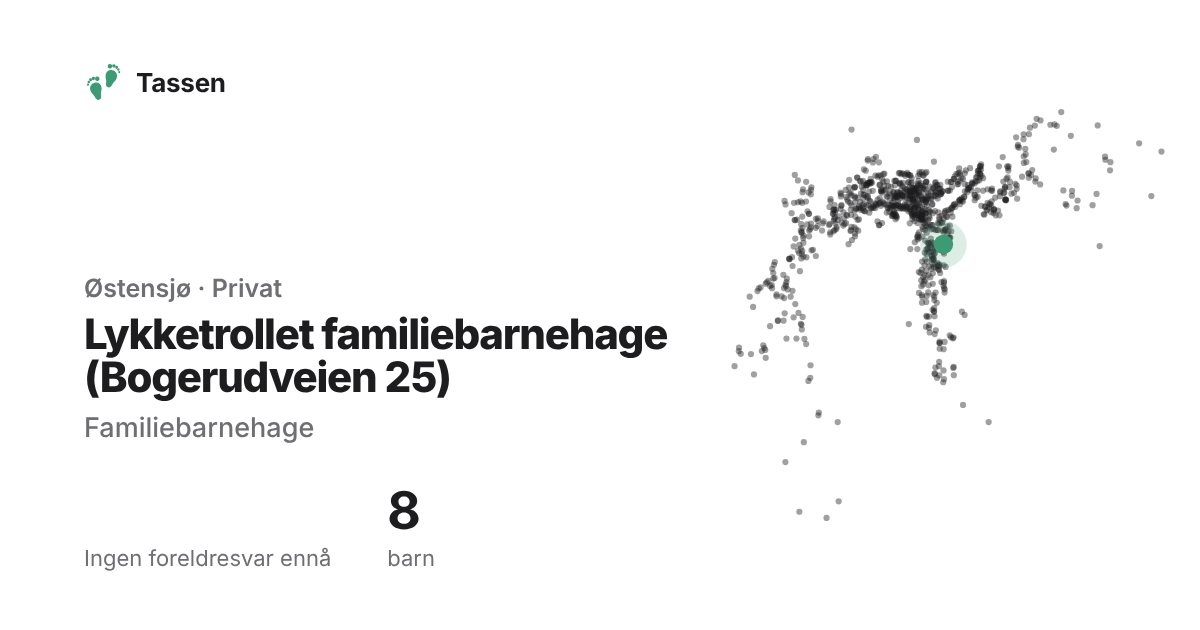 Tassen
Østensjø · Privat
Lykketrollet familiebarnehage
(Bogerudveien 25)
Familiebarnehage
8
Ingen foreldresvar ennå
barn